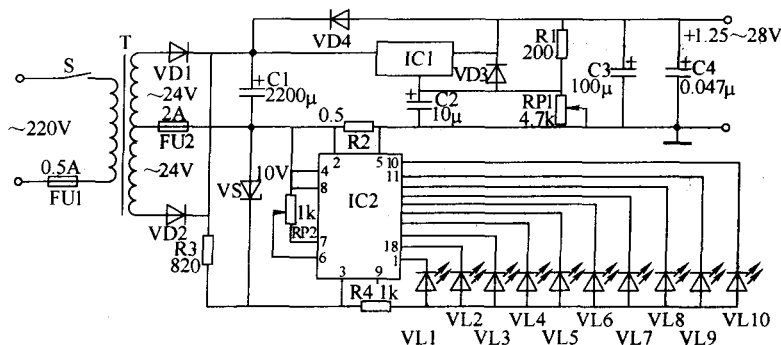 VD4
R1
200
+1.25～28V
T
S
VD1
～24V
+C1
2200μ
IC1
VD3
C3
100μ
+
+
C4
0.047μ
～220V
2A
FU2
+
C2
10μ
RP1
4.7k
0.5
R2
0.5A
FU1
～24V
VS
10V
2
5
10
11
4
8
IC2
1k
RP2
7
6
18
1
VD2
R3
820
3
9
R4
1k
VL2
VL4
VL6
VL8
VL10
VL1
VL3
VL5
VL7
VL9